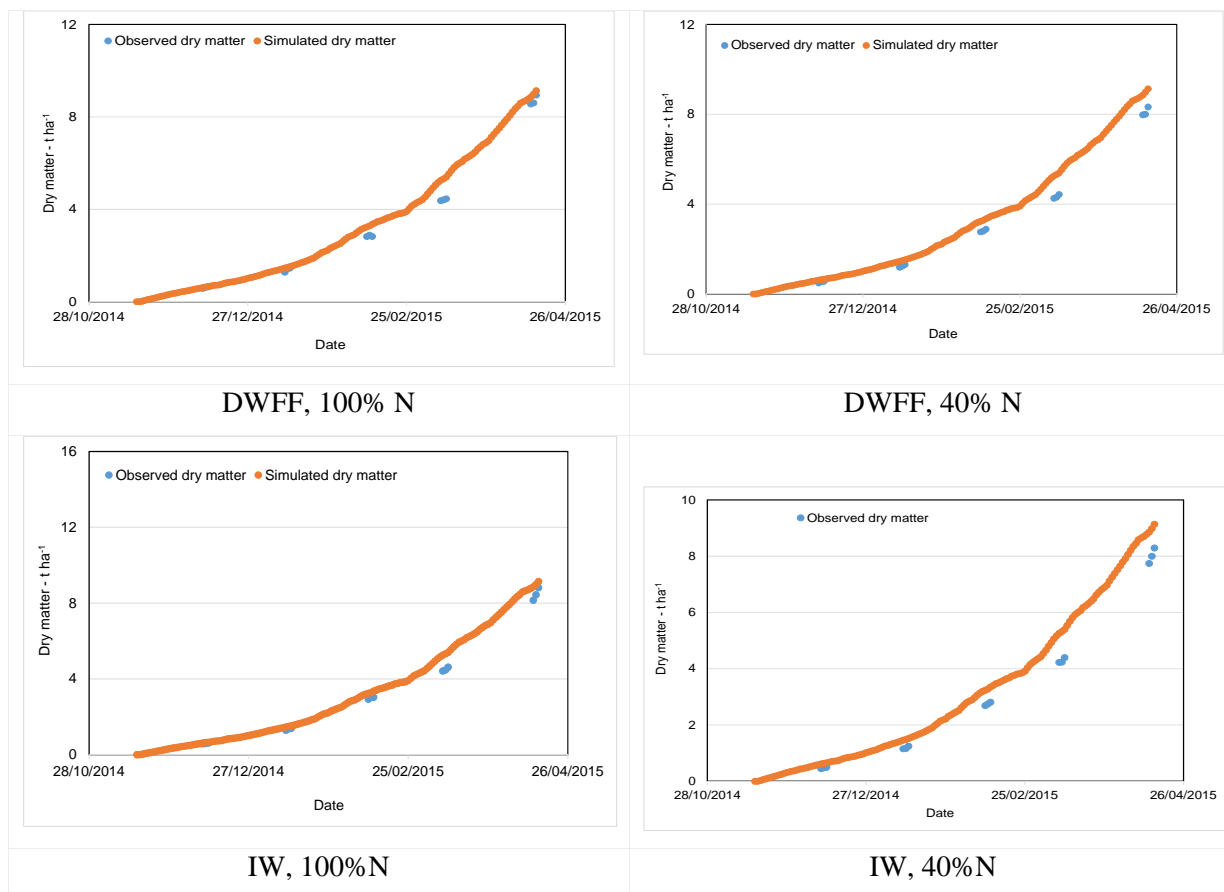 12
Observed dry matter Simulated dry matter
8
4
0
Dry matter - t ha-1
28/10/2014 27/12/2014 25/02/2015 26/04/2015
Date
DWFF, 100% N
12
Observed dry matter Simulated dry matter
8
4
0
Dry matter - t ha-1
28/10/2014 27/12/2014 25/02/2015 26/04/2015
Date
DWFF, 40% N
16
Observed dry matter Simulated dry matter
12
8
4
0
Dry matter - t ha-1
28/10/2014 27/12/2014 25/02/2015 26/04/2015
Date
IW, 100%N
10
Observed dry matter
8
6
4
2
0
Dry matter - t ha-1
28/10/2014 27/12/2014 25/02/2015 26/04/2015
Date
IW, 40%N